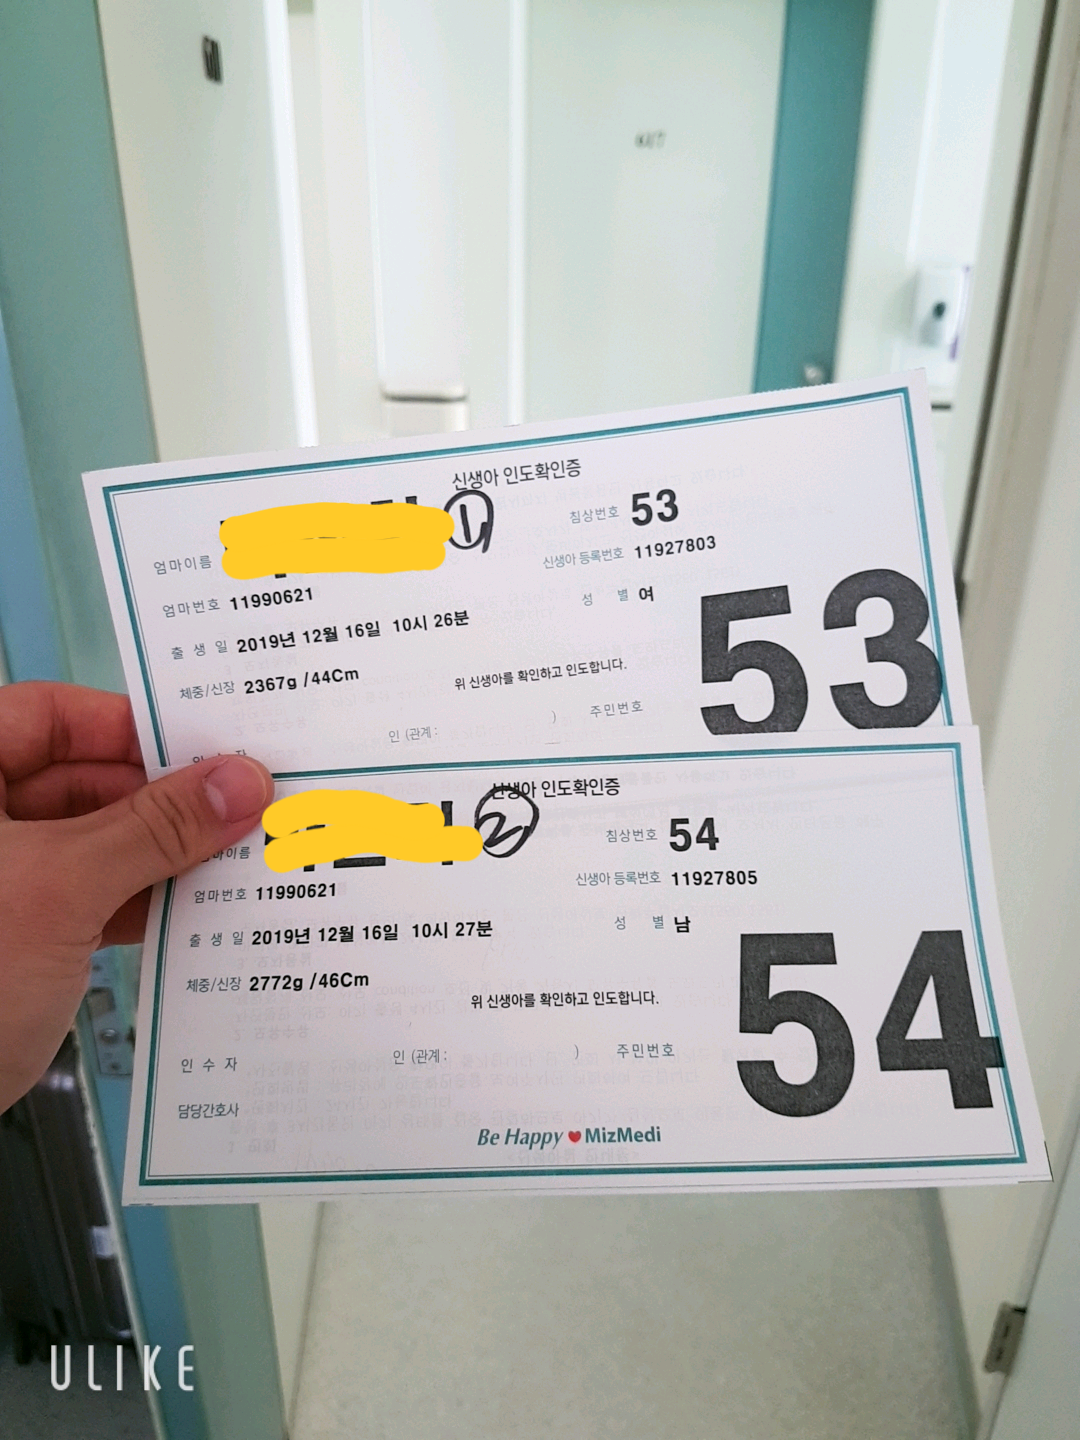 신생아 인도확인증
엄마이름 ① 침상번호 53
엄마번호 11990621 신생아 등록번호 11927803
출 생 일 2019년 12월 16일 10시 26분 성 별 여
체중/신장 2367g /44Cm 53
위 신생아를 확인하고 인도합니다.
인 (관계: ) 주민번호
신생아 인도확인증
엄마이름 ② 침상번호 54
엄마번호 11990621 신생아 등록번호 11927805
출 생 일 2019년 12월 16일 10시 27분 성 별 남
체중/신장 2772g /46Cm 54
위 신생아를 확인하고 인도합니다.
인 수 자 인 (관계: ) 주민번호
담당간호사
Be Happy MizMedi
ULIKE